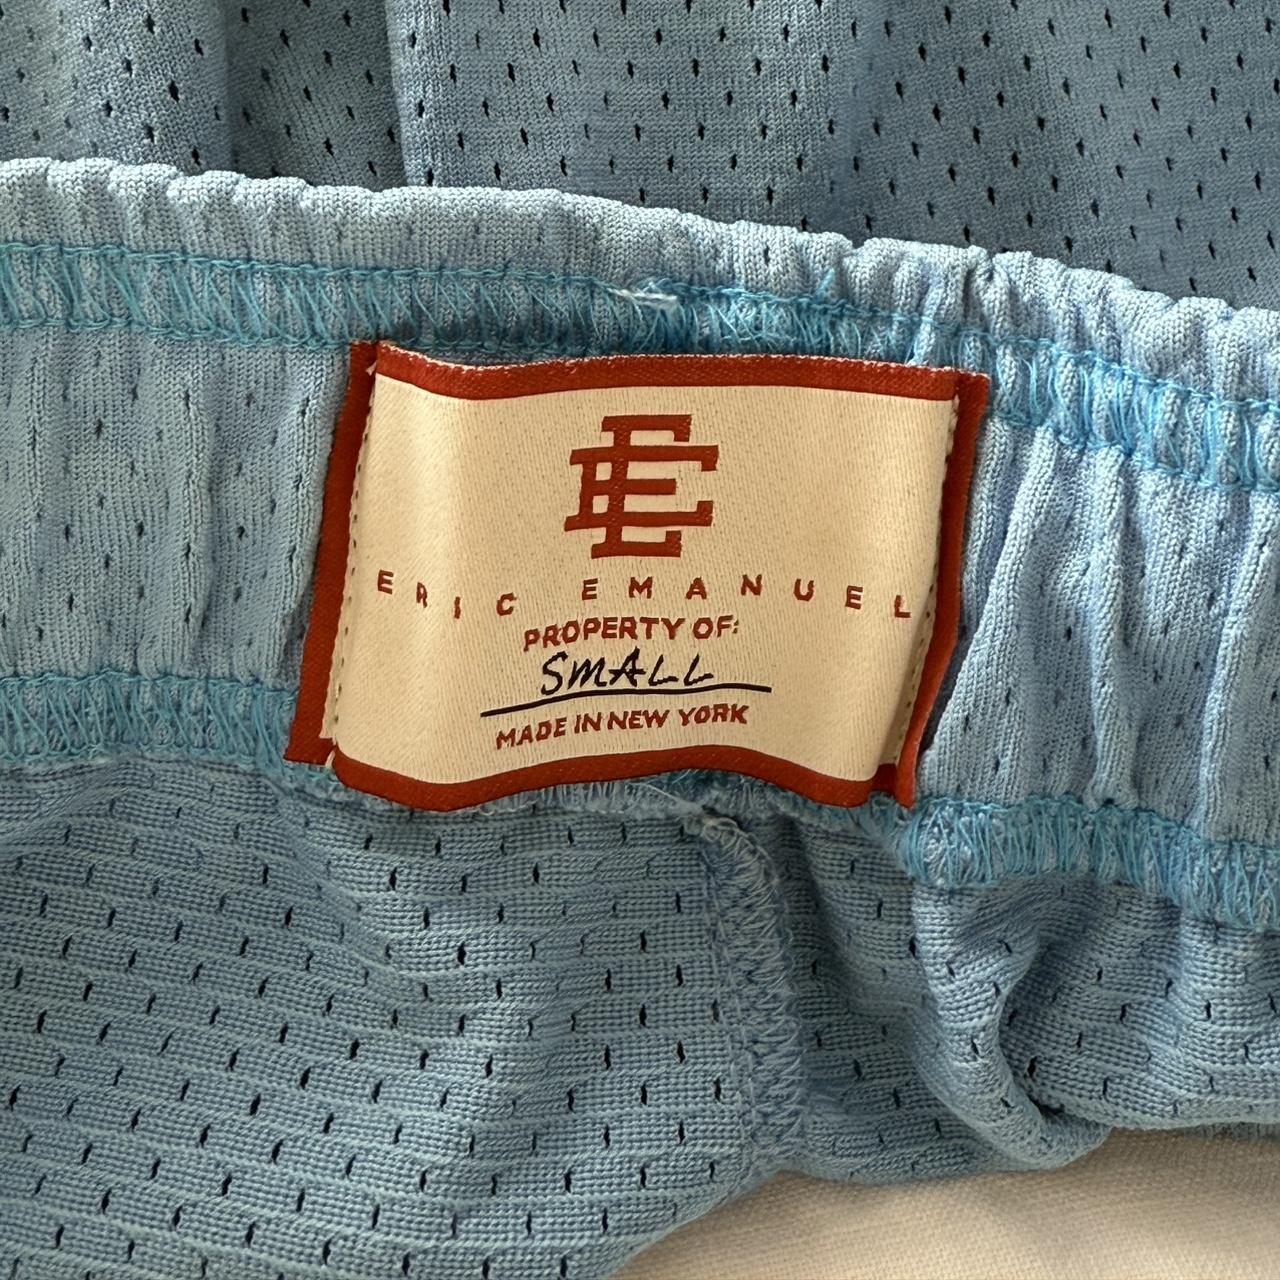 EE
ERIC EMANUEL
PROPERTY OF:
SMALL
MADE IN NEW YORK